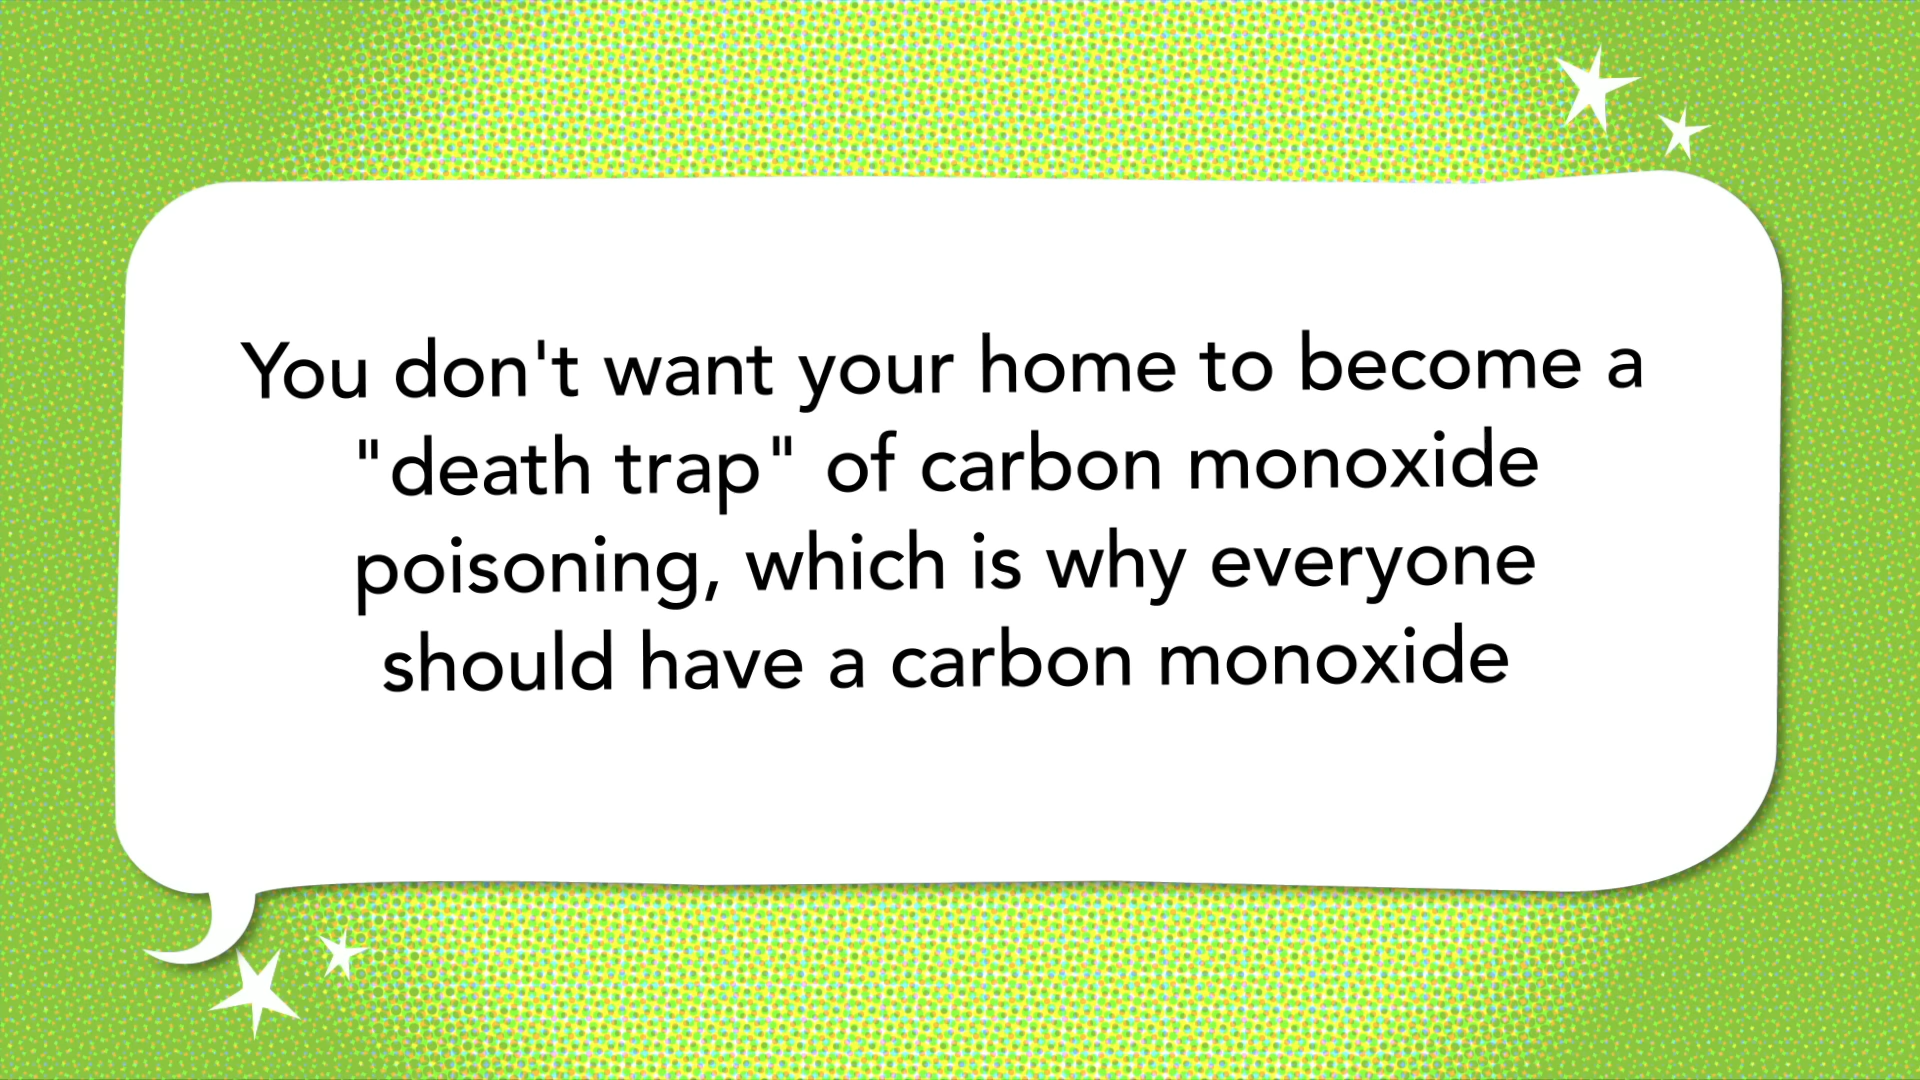 You don't want your home to become a
"death trap" of carbon monoxide
poisoning, which is why everyone
should have a carbon monoxide